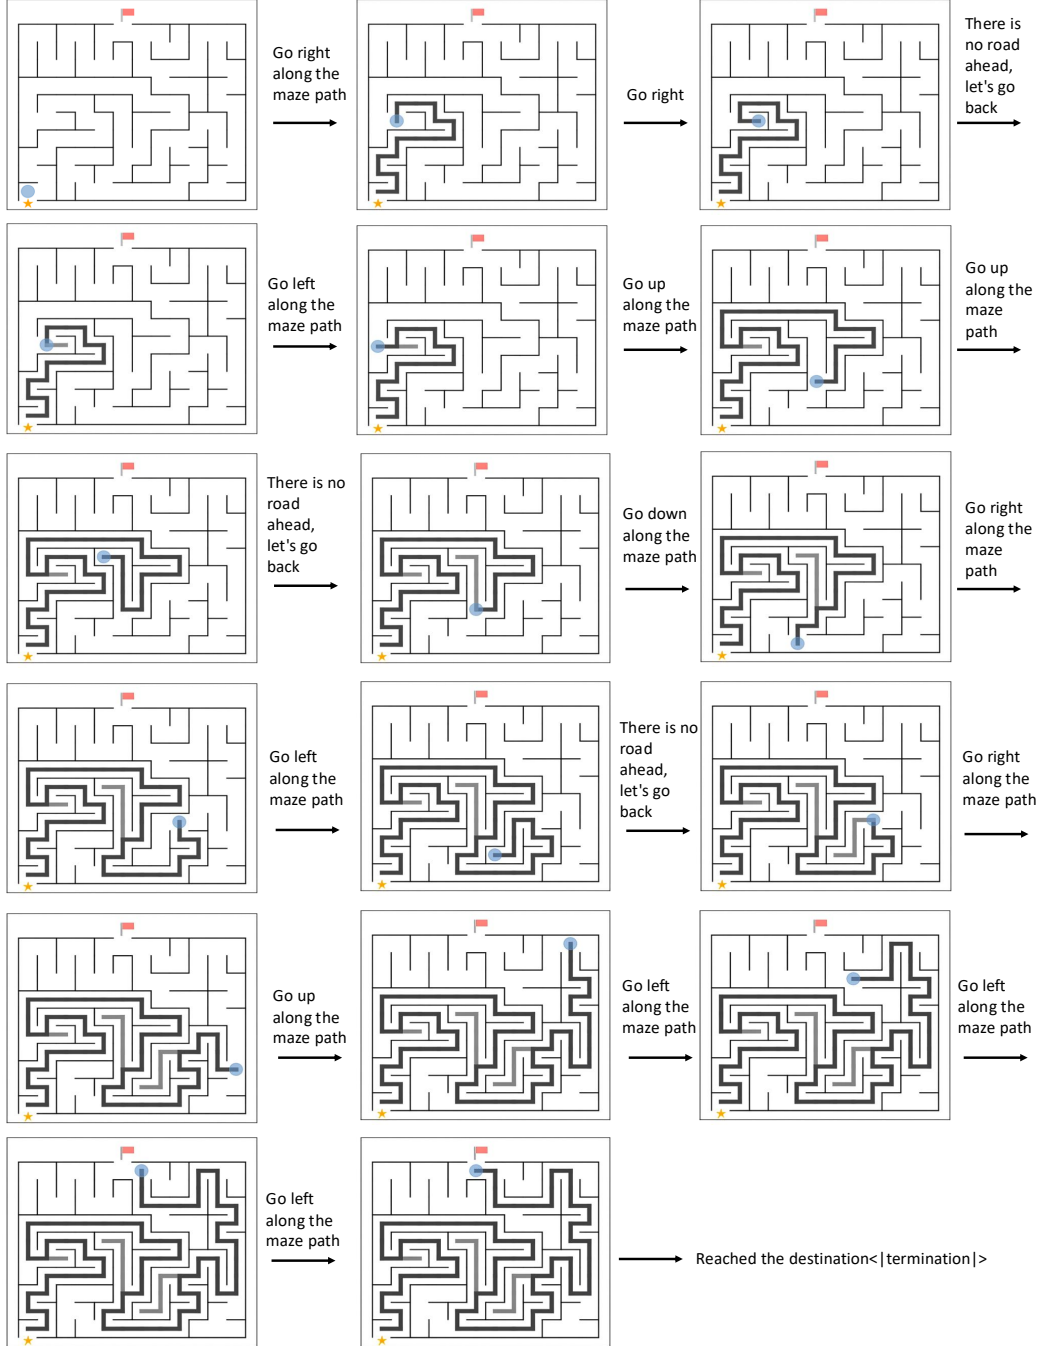 Go right
along the
maze path
Go right
There is
no road
ahead,
let's go
back
Go left
along the
maze path
Go up
along the
maze path
Go up
along the
maze
path
There is no
road
ahead,
let's go
back
Go down
along the
maze path
Go right
along the
maze
path
Go left
along the
maze path
There is no
road
ahead,
let's go
back
Go right
along the
maze path
Go up
along the
maze path
Go left
along the
maze path
Go left
along the
maze path
Go left
along the
maze path
Reached the destination<|termination|>